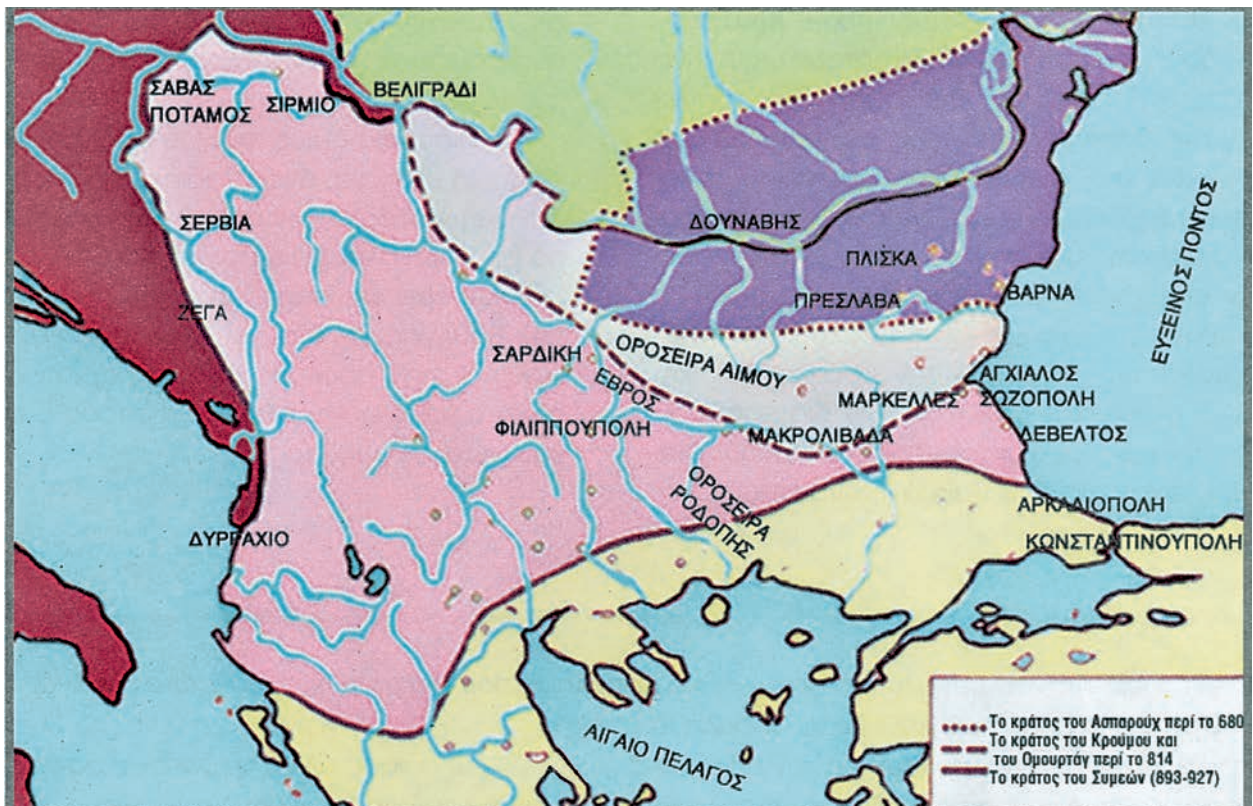 ΣΑΒΑΣ
ΠΟΤΑΜΟΣ
ΣΙΡΜΙΟ
ΒΕΛΙΓΡΑΔΙ
ΣΕΡΒΙΑ
ΔΟΥΝΑΒΗΣ
ΠΛΙΣΚΑ
ΖΕΓΑ
ΠΡΕΣΛΑΒΑ
ΒΑΡΝΑ
ΕΥΞΕΙΝΟΣ ΠΟΝΤΟΣ
ΣΑΡΔΙΚΗ
ΟΡΟΣΕΙΡΑ ΑΙΜΟΥ
ΕΒΡΟΣ
ΑΓΧΙΑΛΟΣ
ΜΑΡΚΕΛΛΕΣ
ΣΩΖΟΠΟΛΗ
ΦΙΛΙΠΠΟΥΠΟΛΗ
ΜΑΚΡΟΛΙΒΑΔΑ
ΔΕΒΕΛΤΟΣ
ΟΡΟΣΕΙΡΑ
ΡΟΔΟΠΗΣ
ΑΡΚΑΔΙΟΠΟΛΗ
ΔΥΡΡΑΧΙΟ
ΚΩΝΣΤΑΝΤΙΝΟΥΠΟΛΗ
ΑΙΓΑΙΟ ΠΕΛΑΓΟΣ
Το κράτος του Ασπαρούχ περί το 680
Το κράτος του Κρούμου και
του Ομουρτάγ περί το 814
Το κράτος του Συμεών (893-927)